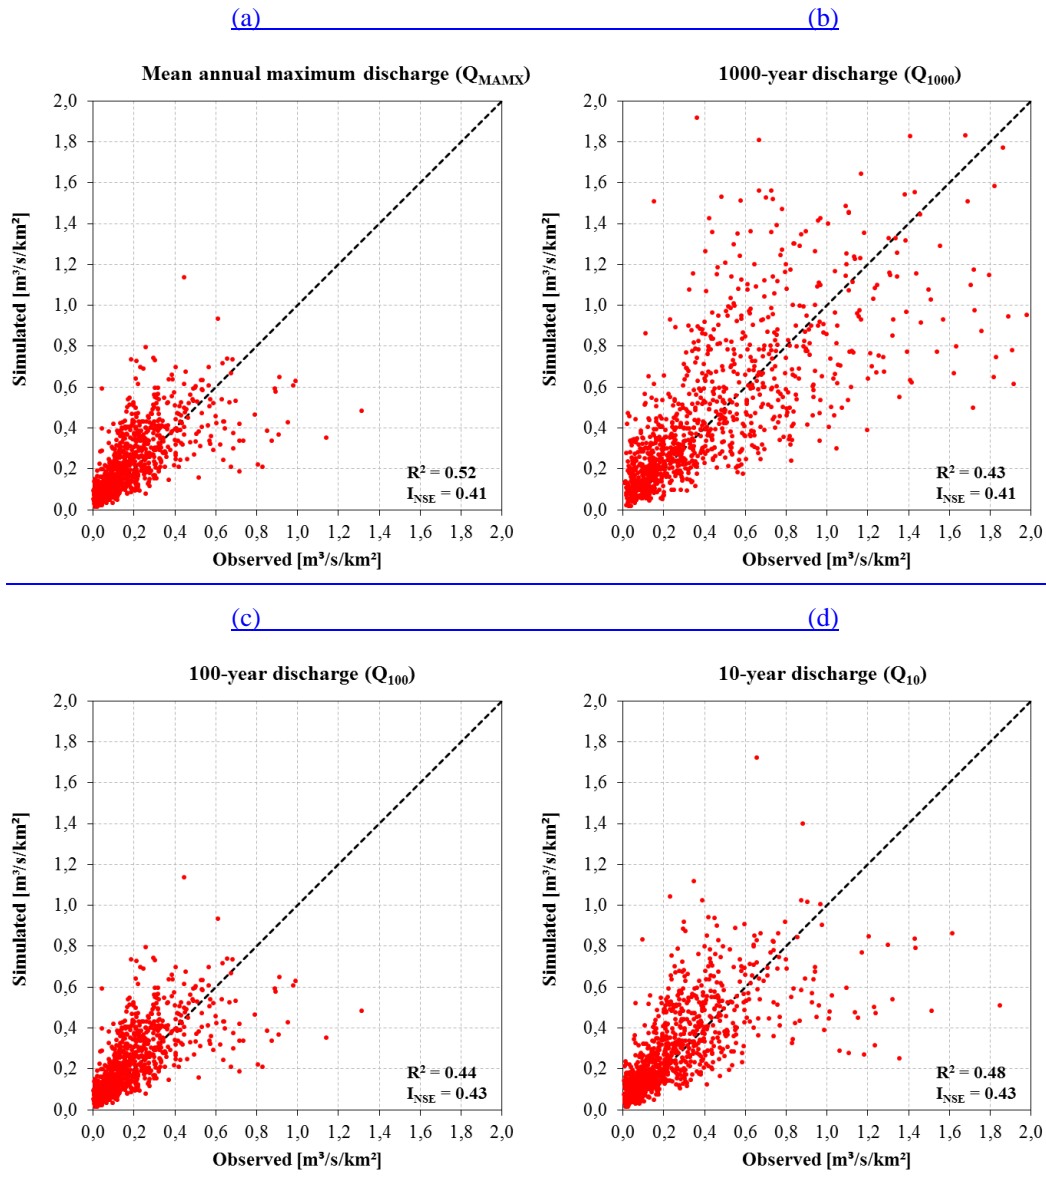 (a) (b)
Mean annual maximum discharge (Q_MAMX) 1000-year discharge (Q_1000)
2,0 2,0
1,8 1,8
1,6 1,6
1,4 1,4
1,2 1,2
1,0 1,0
0,8 0,8
0,6 0,6
0,4 0,4
0,2 0,2
0,0 0,0
Simulated [m³/s/km²] Simulated [m³/s/km²]
R² = 0.52 R² = 0.43
I_NSE = 0.41 I_NSE = 0.41
0,0 0,2 0,4 0,6 0,8 1,0 1,2 1,4 1,6 1,8 2,0 0,0 0,2 0,4 0,6 0,8 1,0 1,2 1,4 1,6 1,8 2,0
Observed [m³/s/km²] Observed [m³/s/km²]
(c) (d)
100-year discharge (Q_100) 10-year discharge (Q_10)
2,0 2,0
1,8 1,8
1,6 1,6
1,4 1,4
1,2 1,2
1,0 1,0
0,8 0,8
0,6 0,6
0,4 0,4
0,2 0,2
0,0 0,0
Simulated [m³/s/km²] Simulated [m³/s/km²]
R² = 0.44 R² = 0.48
I_NSE = 0.43 I_NSE = 0.43
0,0 0,2 0,4 0,6 0,8 1,0 1,2 1,4 1,6 1,8 2,0 0,0 0,2 0,4 0,6 0,8 1,0 1,2 1,4 1,6 1,8 2,0
Observed [m³/s/km²] Observed [m³/s/km²]